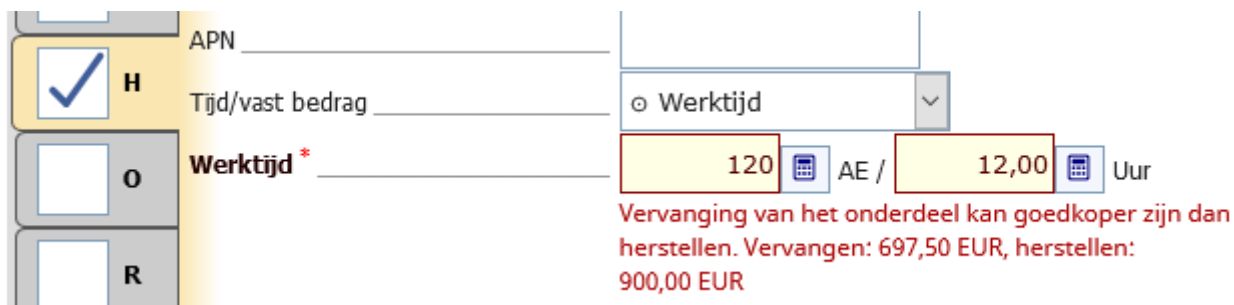 APN
H
Tijd/vast bedrag ⊙ Werktijd
O
Werktijd * 120 AE / 12,00 Uur
Vervanging van het onderdeel kan goedkoper zijn dan
herstellen. Vervangen: 697,50 EUR, herstellen:
R
900,00 EUR